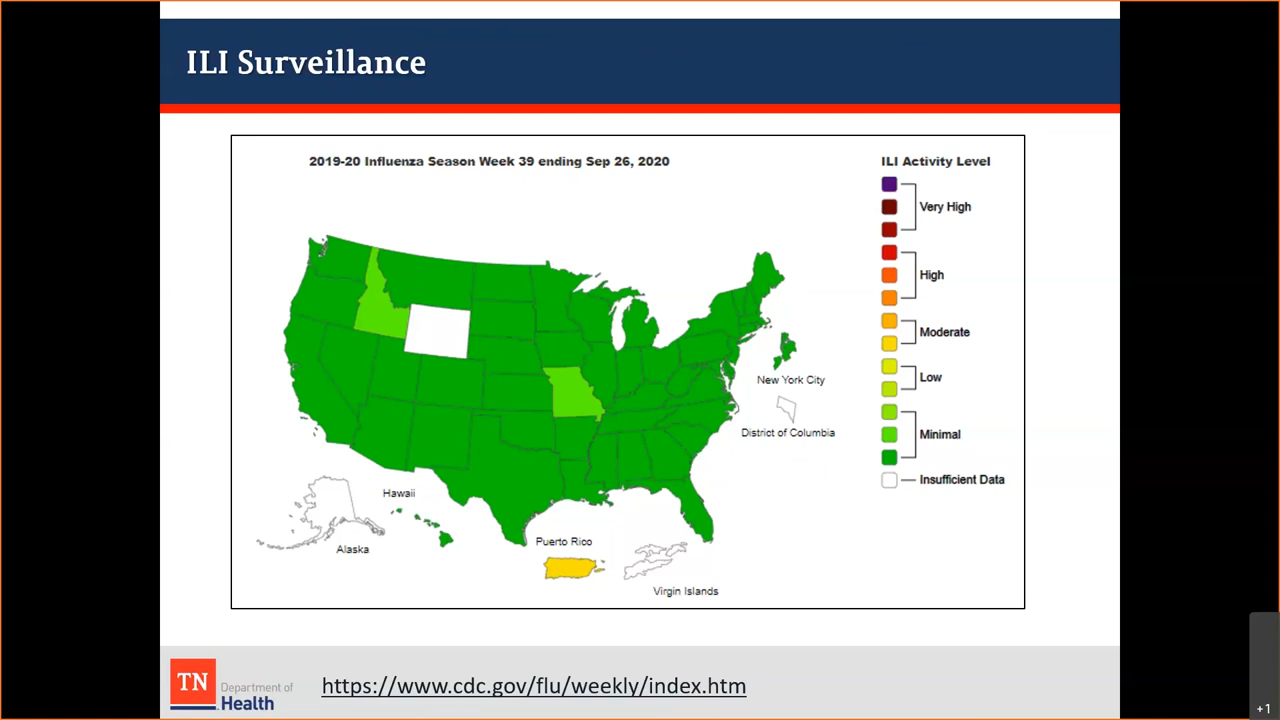 ILI Surveillance
2019-20 Influenza Season Week 39 ending Sep 26, 2020
ILI Activity Level
Very High
High
Moderate
Low
Minimal
Insufficient Data
New York City
District of Columbia
Hawaii
Alaska
Puerto Rico
Virgin Islands
TN
Department of
Health
https://www.cdc.gov/flu/weekly/index.htm
+1